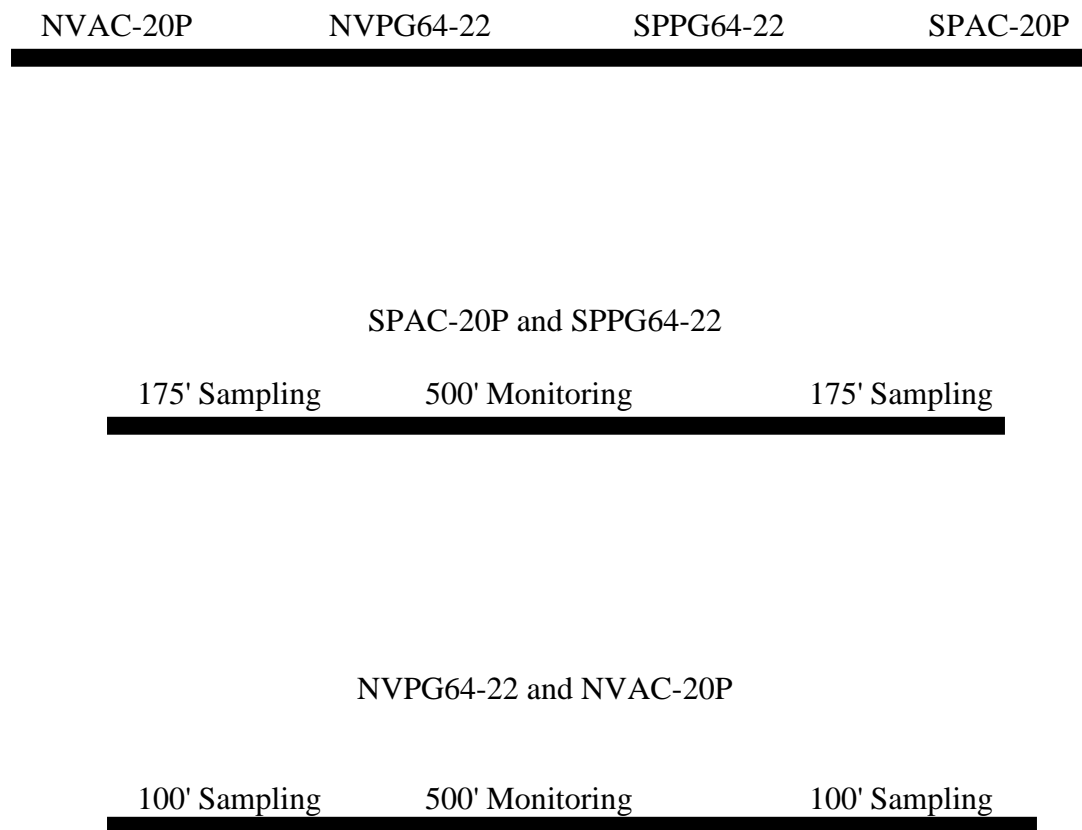 NVAC-20P NVPG64-22 SPPG64-22 SPAC-20P
SPAC-20P and SPPG64-22
175' Sampling 500' Monitoring 175' Sampling
NVPG64-22 and NVAC-20P
100' Sampling 500' Monitoring 100' Sampling